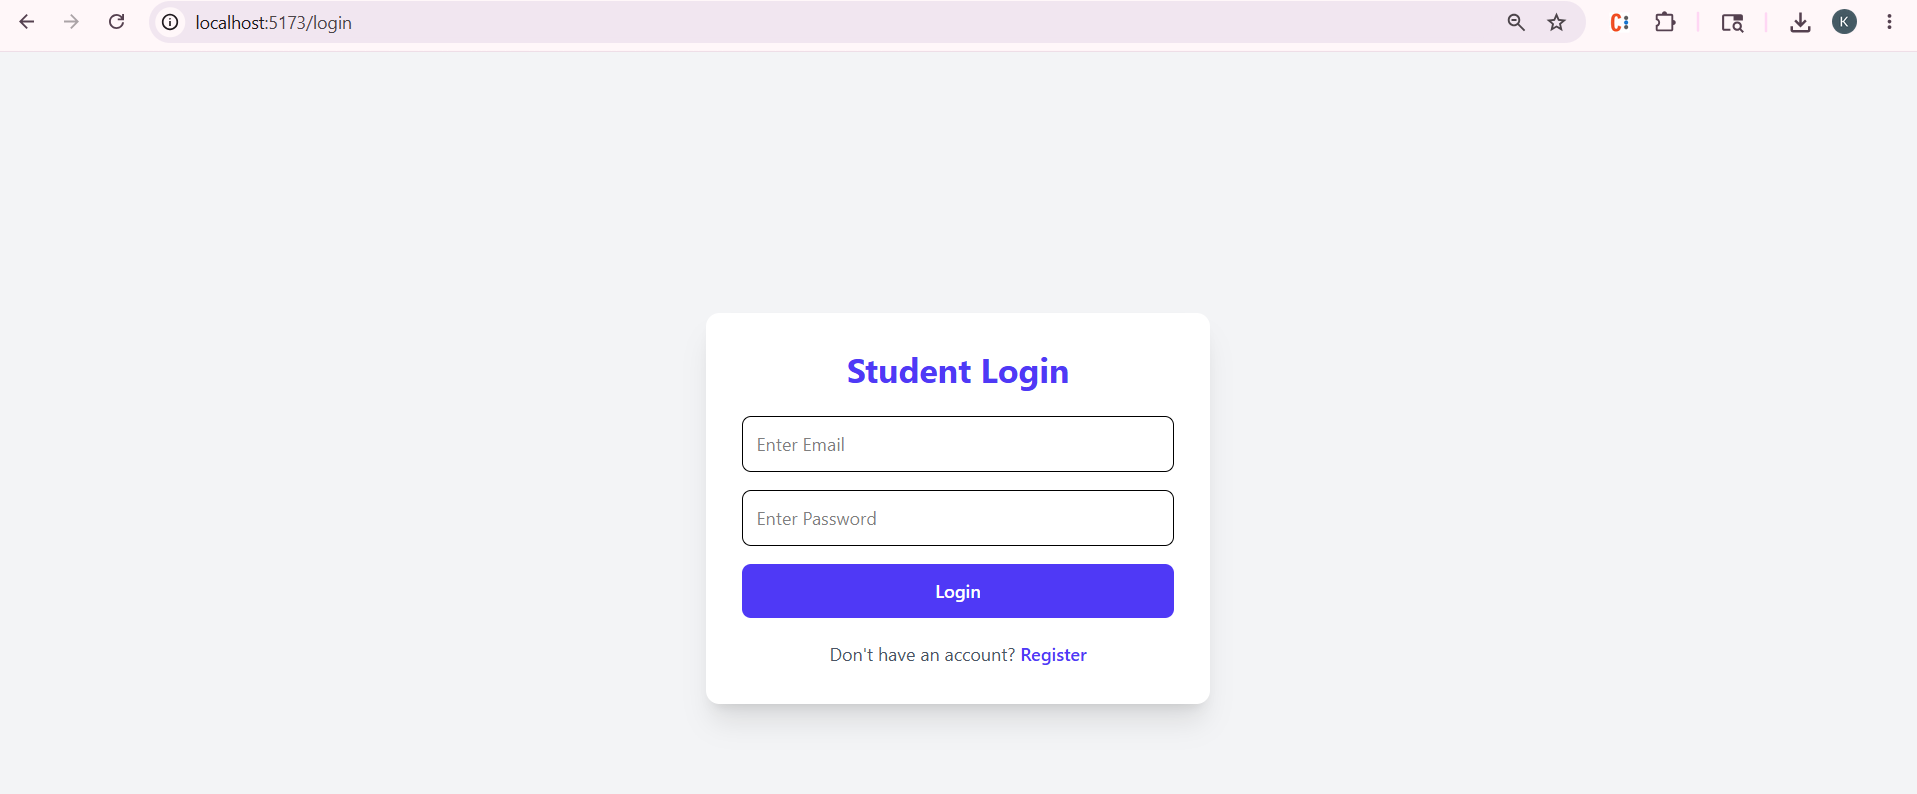 localhost:5173/login
K
Student Login
Enter Email
Enter Password
Login
Don't have an account? Register